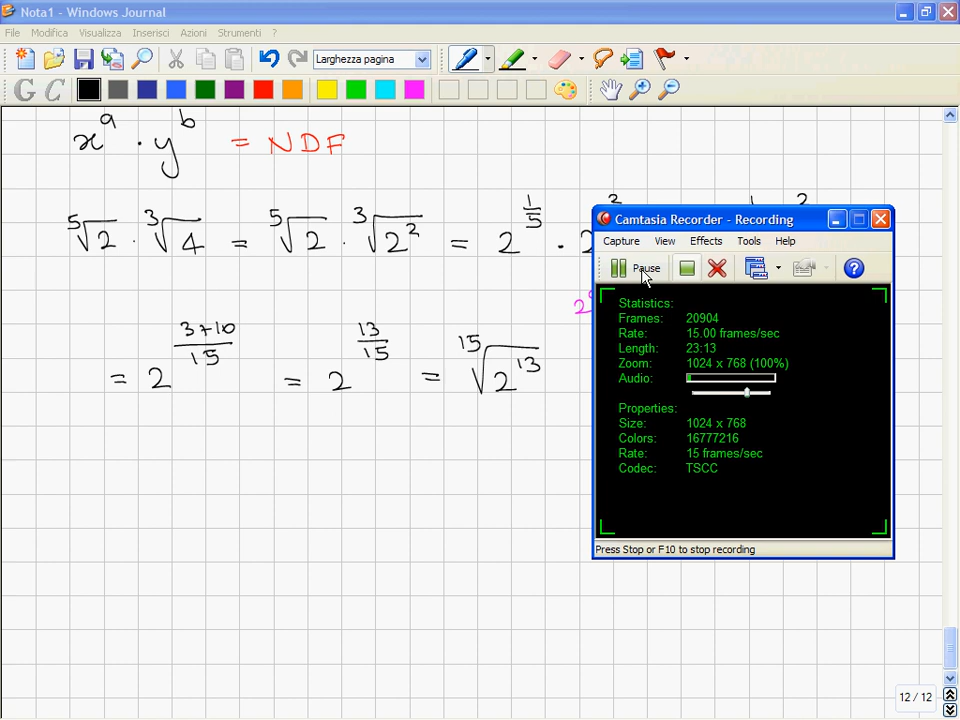 Nota1 - Windows Journal
File Modifica Visualizza Inserisci Azioni Strumenti ?
Larghezza pagina
G C
x^a · y^b = NDF
⁵√2 · ³√4 = ⁵√2 · ³√2² = 2^(1/5) · 2
= 2^((3+10)/15) = 2^(13/15) = ¹⁵√2¹³
Camtasia Recorder - Recording
Capture View Effects Tools Help
Pause
Statistics:
Frames: 20904
Rate: 15.00 frames/sec
Length: 23:13
Zoom: 1024 x 768 (100%)
Audio:
Properties:
Size: 1024 x 768
Colors: 16777216
Rate: 15 frames/sec
Codec: TSCC
Press Stop or F10 to stop recording
12 / 12